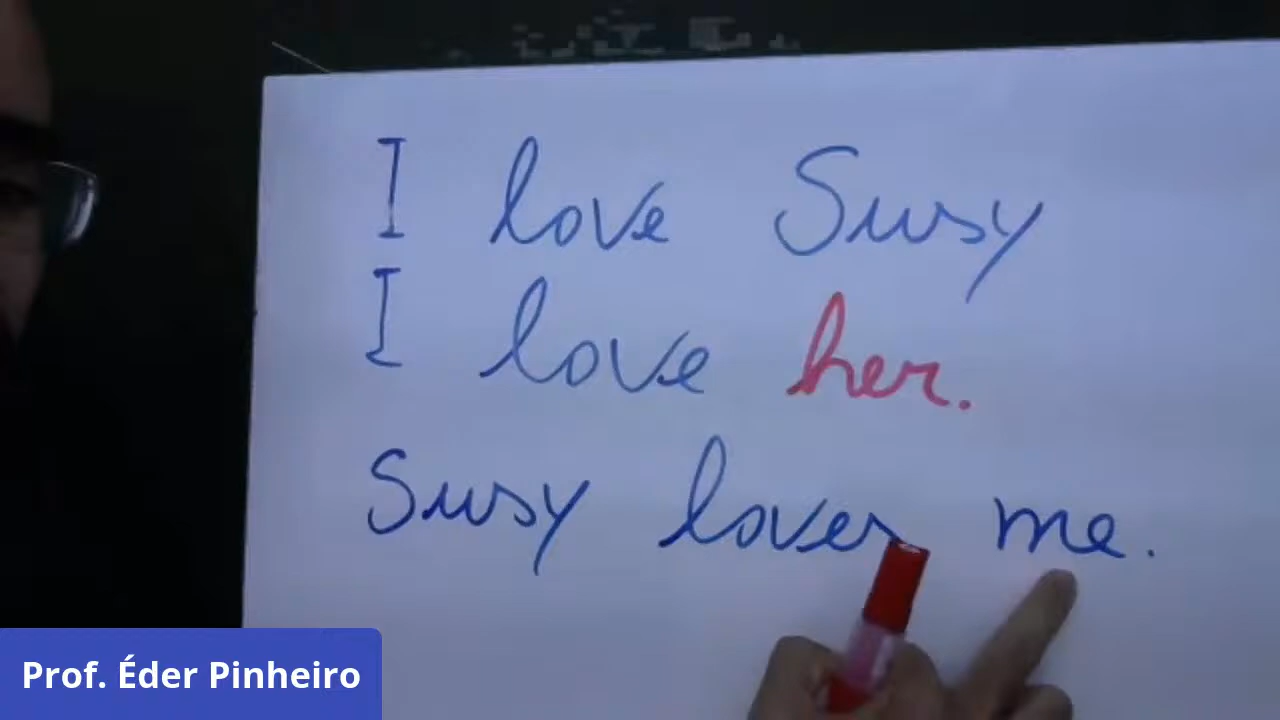 I love Susy
I love her.
Susy loves me.
Prof. Éder Pinheiro